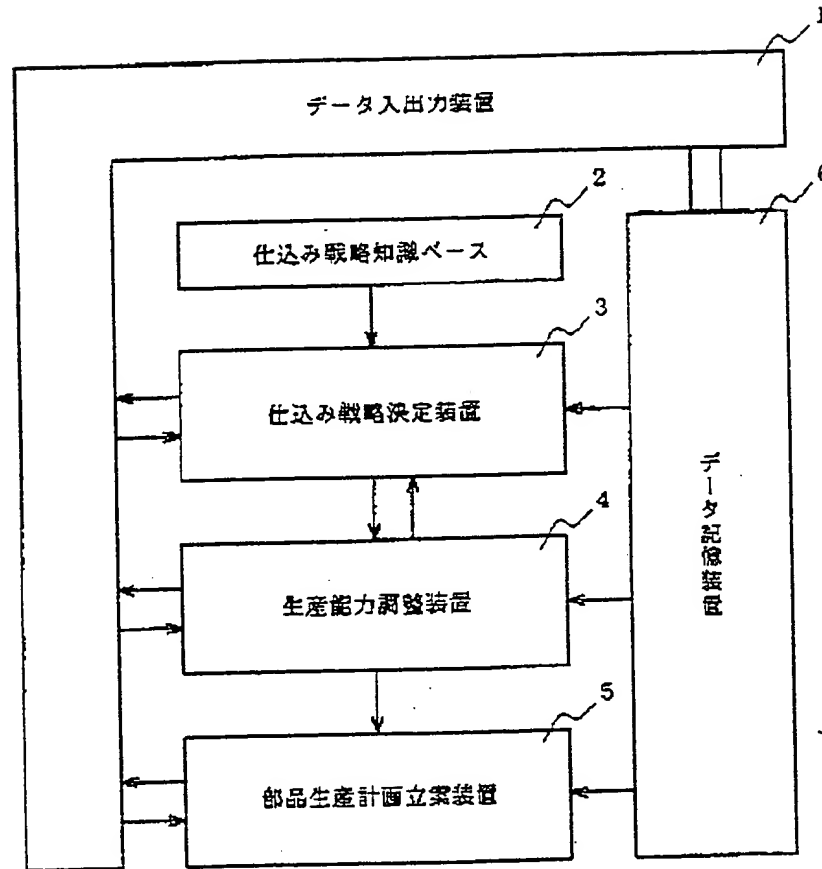 1
データ入出力装置
6
2
仕込み戦略知識ベース
3
仕込み戦略決定装置
データ記憶装置
4
生産能力調整装置
5
部品生産計画立案装置